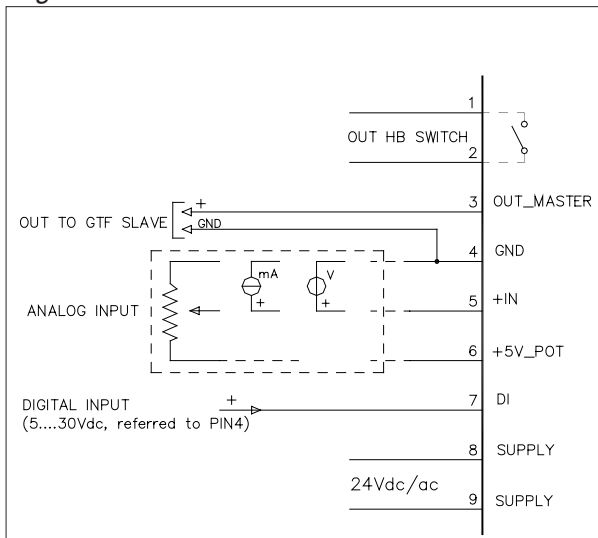 1
OUT HB SWITCH
2
+
3 OUT_MASTER
OUT TO GTF SLAVE
GND
4 GND
mA V
+ +
5 +IN
ANALOG INPUT
6 +5V_POT
DIGITAL INPUT + 7 DI
(5....30Vdc, referred to PIN4)
8 SUPPLY
24Vdc/ac
9 SUPPLY